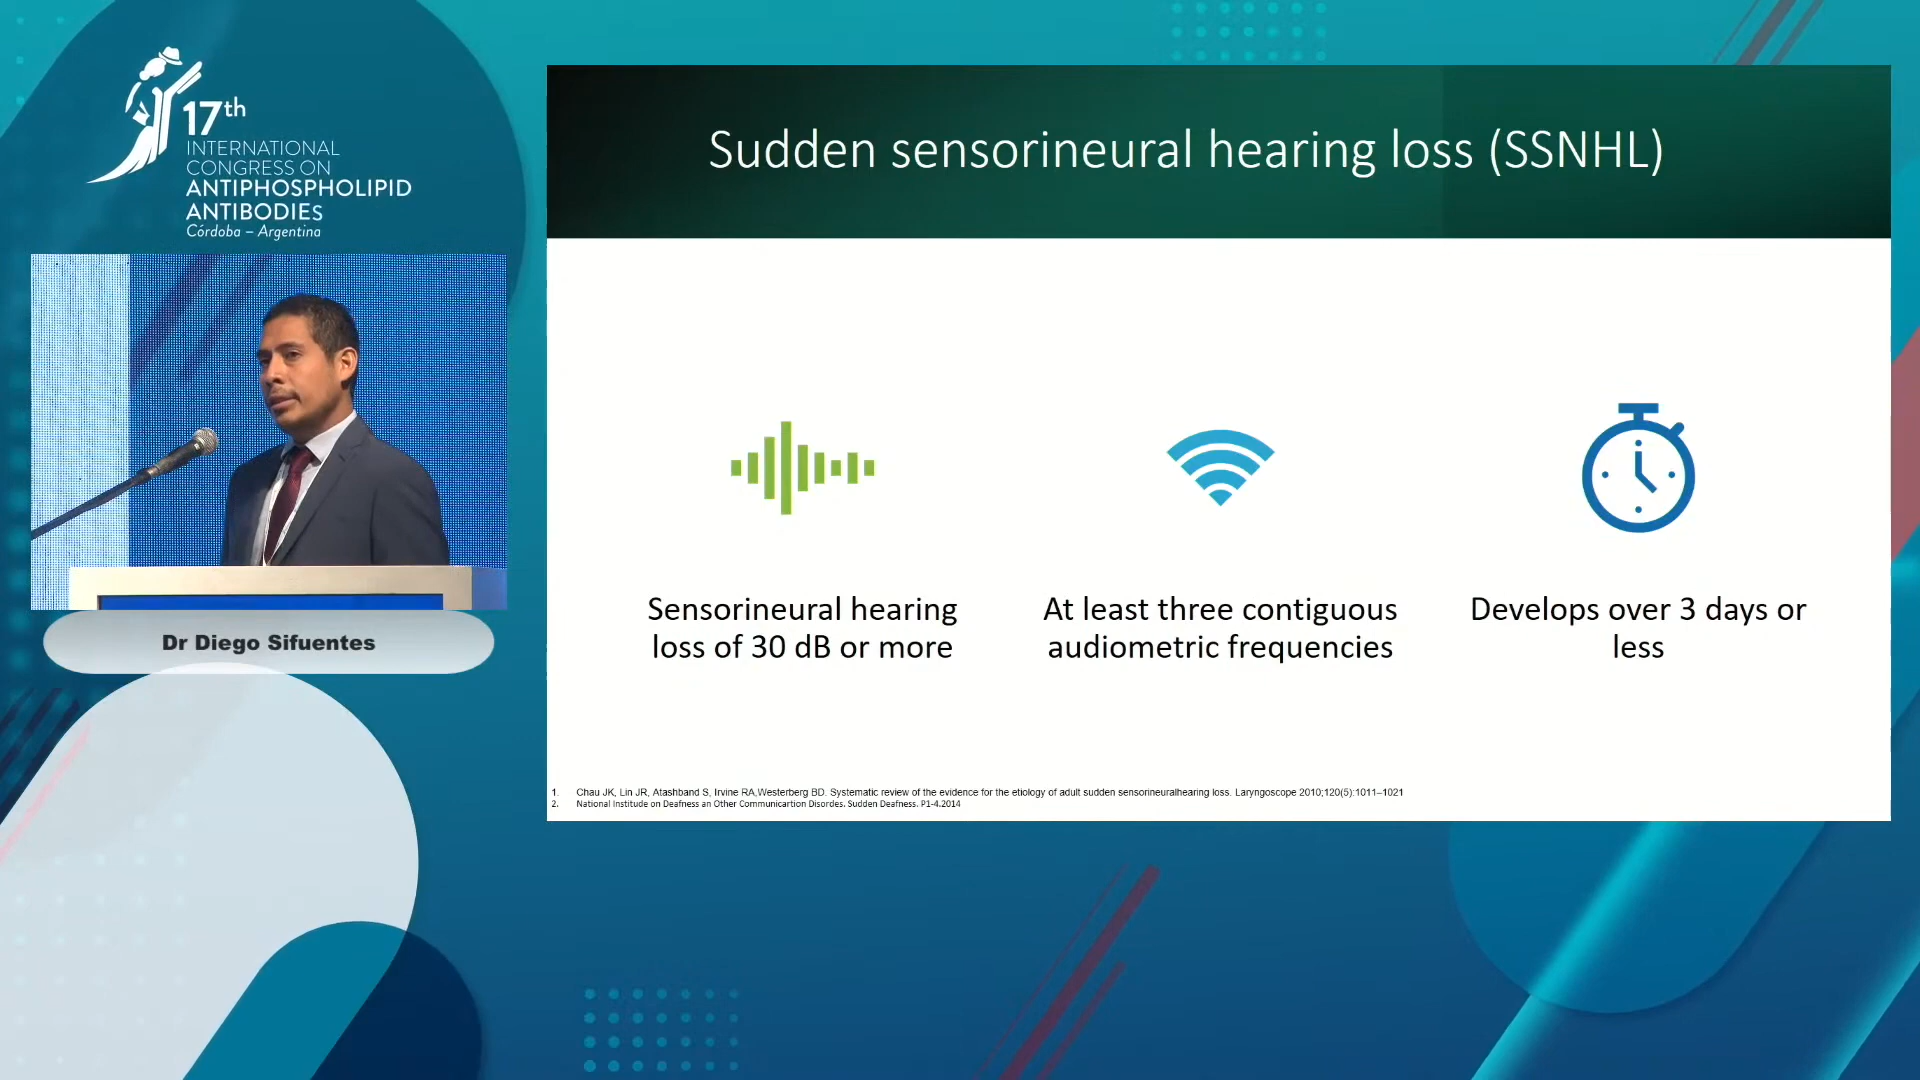 17th
INTERNATIONAL
CONGRESS ON
ANTIPHOSPHOLIPID
ANTIBODIES
Córdoba – Argentina
Dr Diego Sifuentes
Sudden sensorineural hearing loss (SSNHL)
Sensorineural hearing
loss of 30 dB or more
At least three contiguous
audiometric frequencies
Develops over 3 days or
less
1. Chau JK, Lin JR, Atashband S, Irvine RA,Westerberg BD. Systematic review of the evidence for the etiology of adult sudden sensorineuralhearing loss. Laryngoscope 2010;120(5):1011–1021
2. National Institude on Deafness an Other Communicartion Disordes. Sudden Deafness. P1-4.2014